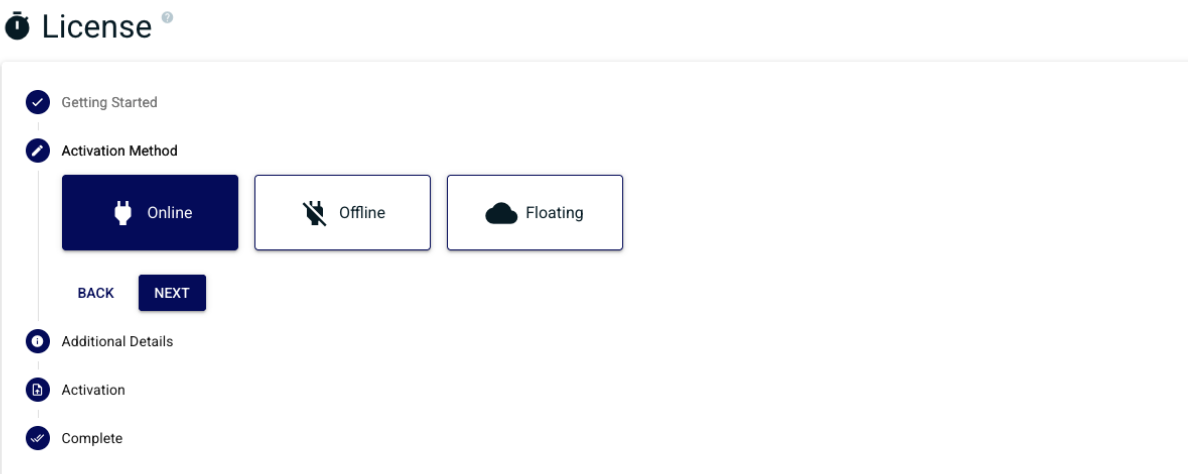 License
Getting Started
Activation Method
Online Offline Floating
BACK NEXT
Additional Details
Activation
Complete